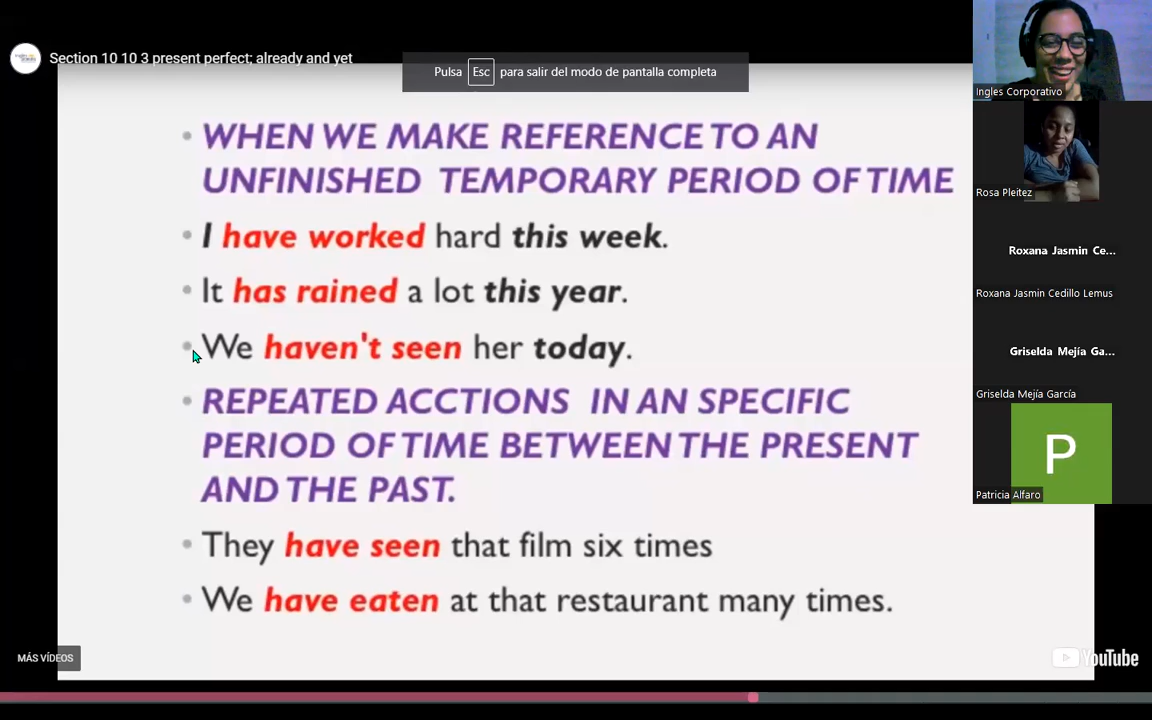 Section 10 10 3 present perfect; already and yet
Pulsa Esc para salir del modo de pantalla completa
WHEN WE MAKE REFERENCE TO AN
UNFINISHED TEMPORARY PERIOD OF TIME
I have worked hard this week.
It has rained a lot this year.
We haven't seen her today.
REPEATED ACCTIONS IN AN SPECIFIC
PERIOD OF TIME BETWEEN THE PRESENT
AND THE PAST.
They have seen that film six times
We have eaten at that restaurant many times.
MÁS VÍDEOS
YouTube
Ingles Corporativo
Rosa Pleitez
Roxana Jasmin Ce...
Roxana Jasmin Cedillo Lemus
Griselda Mejía Ga...
Griselda Mejía García
P
Patricia Alfaro